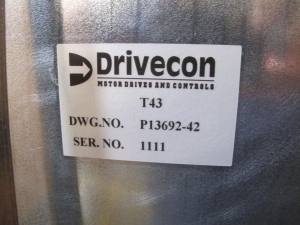 Drivecon
MOTOR DRIVES AND CONTROLS
T43
DWG.NO. P13692-42
SER. NO. 1111